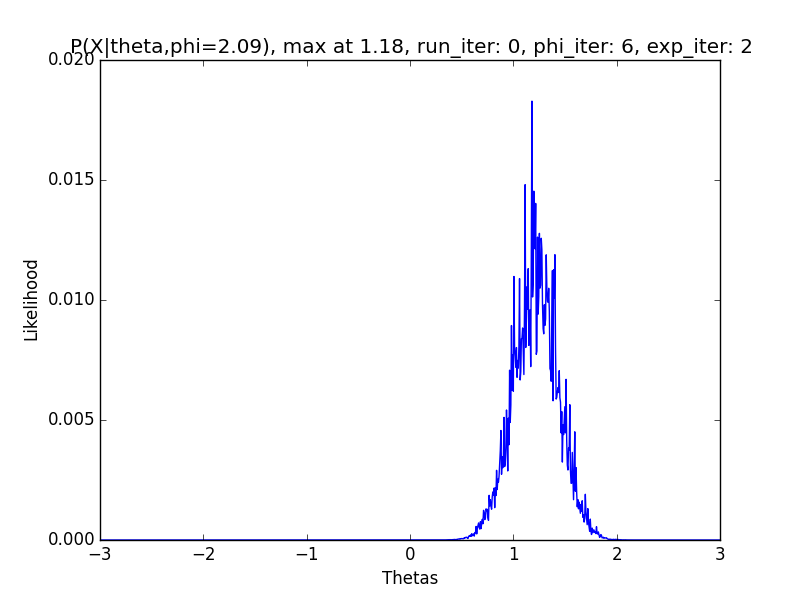 P(X|theta,phi=2.09), max at 1.18, run_iter: 0, phi_iter: 6, exp_iter: 2
0.020
0.015
0.010
0.005
0.000
Likelihood
−3 −2 −1 0 1 2 3
Thetas